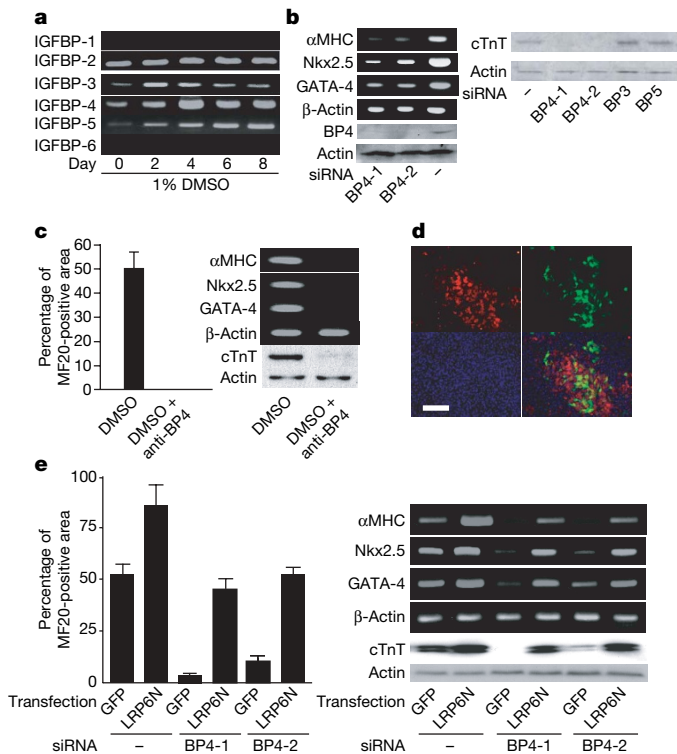 a
IGFBP-1
IGFBP-2
IGFBP-3
IGFBP-4
IGFBP-5
IGFBP-6
Day 0 2 4 6 8
1% DMSO
b
αMHC
Nkx2.5
GATA-4
β-Actin
BP4
Actin
siRNA BP4-1 BP4-2 –
cTnT
Actin
siRNA – BP4-1 BP4-2 BP3 BP5
c
Percentage of
MF20-positive area
60
50
40
30
20
10
0
DMSO
DMSO +
anti-BP4
αMHC
Nkx2.5
GATA-4
β-Actin
cTnT
Actin
DMSO
DMSO +
anti-BP4
d
e
Percentage of
MF20-positive area
100
75
50
25
0
Transfection GFP LRP6N GFP LRP6N GFP LRP6N
siRNA – BP4-1 BP4-2
αMHC
Nkx2.5
GATA-4
β-Actin
cTnT
Actin
Transfection GFP LRP6N GFP LRP6N GFP LRP6N
siRNA – BP4-1 BP4-2